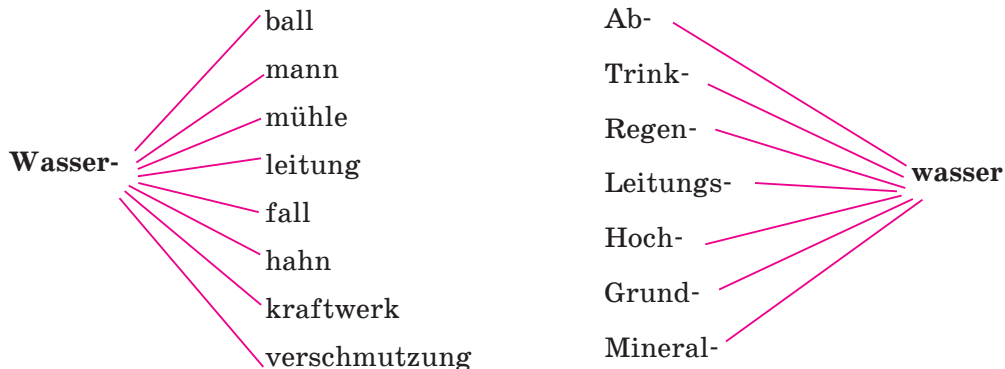 Wasser-
ball
mann
mühle
leitung
fall
hahn
kraftwerk
verschmutzung
Ab-
Trink-
Regen-
Leitungs-
Hoch-
Grund-
Mineral-
wasser